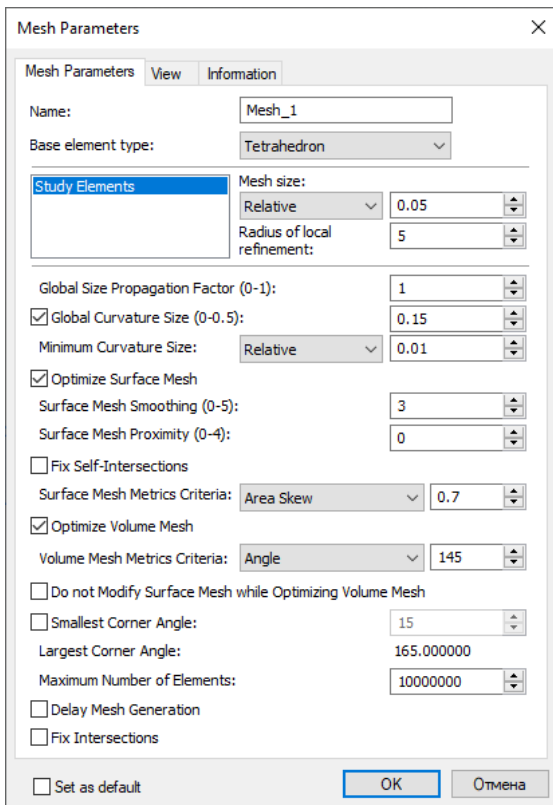 Mesh Parameters
Mesh Parameters View Information
Name: Mesh_1
Base element type: Tetrahedron
Study Elements
Mesh size:
Relative 0.05
Radius of local refinement: 5
Global Size Propagation Factor (0-1): 1
Global Curvature Size (0-0.5): 0.15
Minimum Curvature Size: Relative 0.01
Optimize Surface Mesh
Surface Mesh Smoothing (0-5): 3
Surface Mesh Proximity (0-4): 0
Fix Self-Intersections
Surface Mesh Metrics Criteria: Area Skew 0.7
Optimize Volume Mesh
Volume Mesh Metrics Criteria: Angle 145
Do not Modify Surface Mesh while Optimizing Volume Mesh
Smallest Corner Angle: 15
Largest Corner Angle: 165.000000
Maximum Number of Elements: 10000000
Delay Mesh Generation
Fix Intersections
Set as default OK Отмена